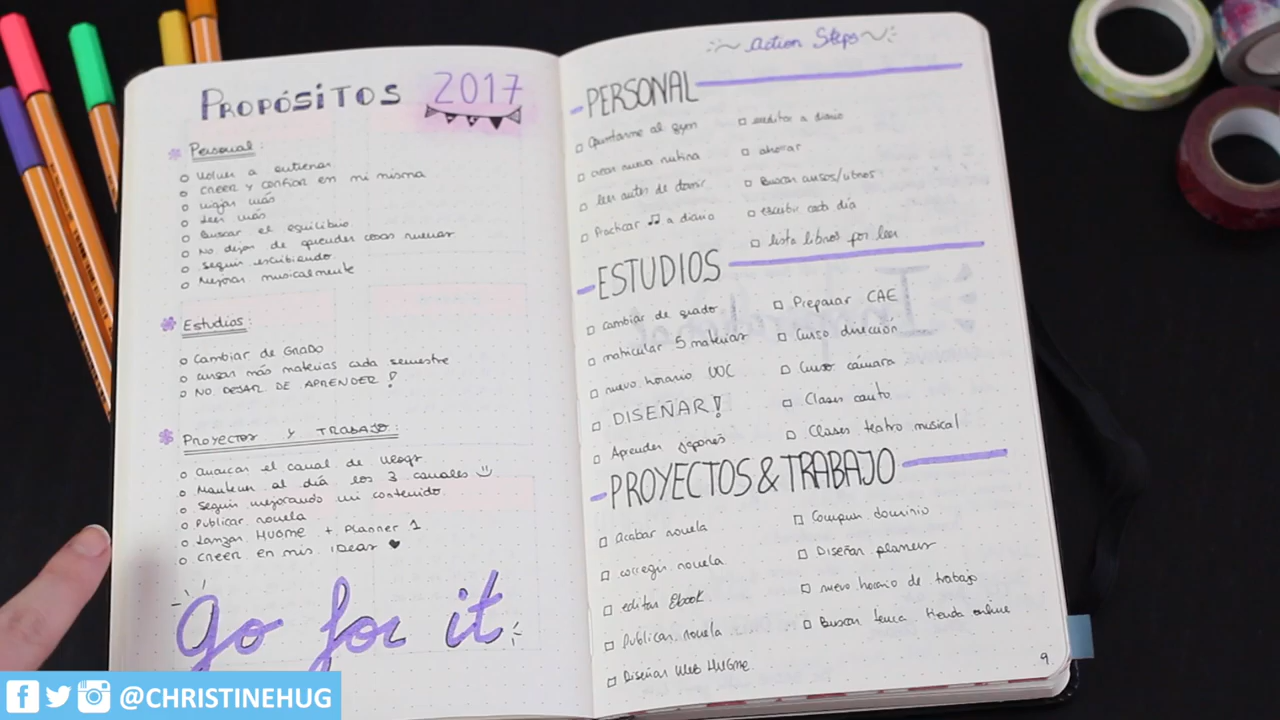 PROPÓSITOS 2017
Personal:
Volver a entrenar
Creer y confiar en mi misma
Viajar más
Leer más
Buscar el equilibrio
No dejar de aprender cosas nuevas
Seguir escribiendo
Mejorar musicalmente
Estudios:
Cambiar de GRADO
cursar más materias cada semestre
NO DEJAR DE APRENDER!
Proyectos y TRABAJO:
Avanzar el canal de vlogs
Mantener al día los 3 canales
Seguir mejorando mi contenido
Publicar novela
Lanzar HUGme + Planner 1
Creer en mis IDeas
Go for it
Action Steps
PERSONAL
Apuntarme al gym
crear nueva rutina
leer antes de dormir
Practicar a diario
meditar a diario
ahorrar
Buscar cursos/libros
escribir cada día
lista libros por leer
ESTUDIOS
cambiar de grado
matricular 5 materias
nuevo horario UOC
DISEÑAR!
Aprender japonés
Preparar CAE
Curso dirección
Curso cámara
Clases canto
Clases teatro musical
PROYECTOS & TRABAJO
Acabar novela
corregir novela
editar Ebook
Publicar novela
Diseñar Web HUGme
Comprar dominio
Diseñar planers
nuevo horario de trabajo
Buscar tema tienda online
9
@CHRISTINEHUG